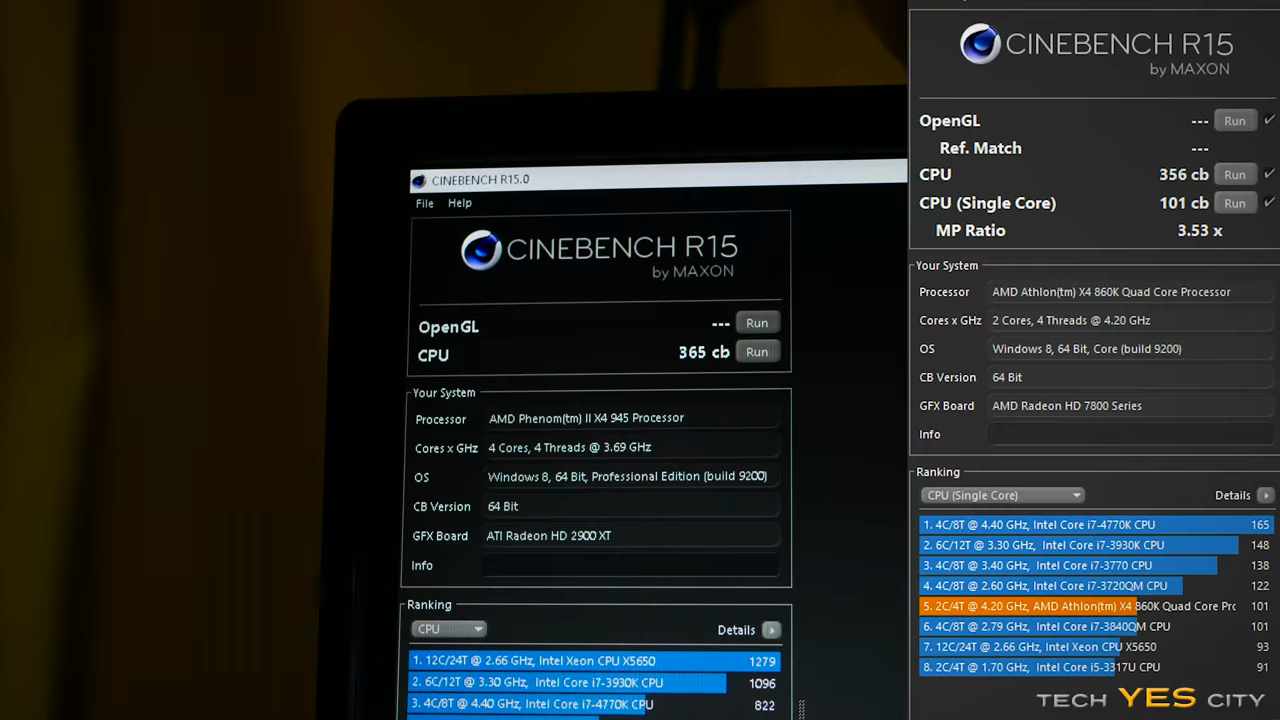 CINEBENCH R15.0
File Help
CINEBENCH R15
by MAXON
OpenGL --- Run
CPU 365 cb Run
Your System
Processor AMD Phenom(tm) II X4 945 Processor
Cores x GHz 4 Cores, 4 Threads @ 3.69 GHz
OS Windows 8, 64 Bit, Professional Edition (build 9200)
CB Version 64 Bit
GFX Board ATI Radeon HD 2900 XT
Info
Ranking
CPU Details
1. 12C/24T @ 2.66 GHz, Intel Xeon CPU X5650 1279
2. 6C/12T @ 3.30 GHz, Intel Core i7-3930K CPU 1096
3. 4C/8T @ 4.40 GHz, Intel Core i7-4770K CPU 822
CINEBENCH R15
by MAXON
OpenGL --- Run
Ref. Match ---
CPU 356 cb Run
CPU (Single Core) 101 cb Run
MP Ratio 3.53 x
Your System
Processor AMD Athlon(tm) X4 860K Quad Core Processor
Cores x GHz 2 Cores, 4 Threads @ 4.20 GHz
OS Windows 8, 64 Bit, Core (build 9200)
CB Version 64 Bit
GFX Board AMD Radeon HD 7800 Series
Info
Ranking
CPU (Single Core) Details
1. 4C/8T @ 4.40 GHz, Intel Core i7-4770K CPU 165
2. 6C/12T @ 3.30 GHz, Intel Core i7-3930K CPU 148
3. 4C/8T @ 3.40 GHz, Intel Core i7-3770 CPU 138
4. 4C/8T @ 2.60 GHz, Intel Core i7-3720QM CPU 122
5. 2C/4T @ 4.20 GHz, AMD Athlon(tm) X4 860K Quad Core Prc 101
6. 4C/8T @ 2.79 GHz, Intel Core i7-3840QM CPU 101
7. 12C/24T @ 2.66 GHz, Intel Xeon CPU X5650 93
8. 2C/4T @ 1.70 GHz, Intel Core i5-3317U CPU 91
TECH YES CITY